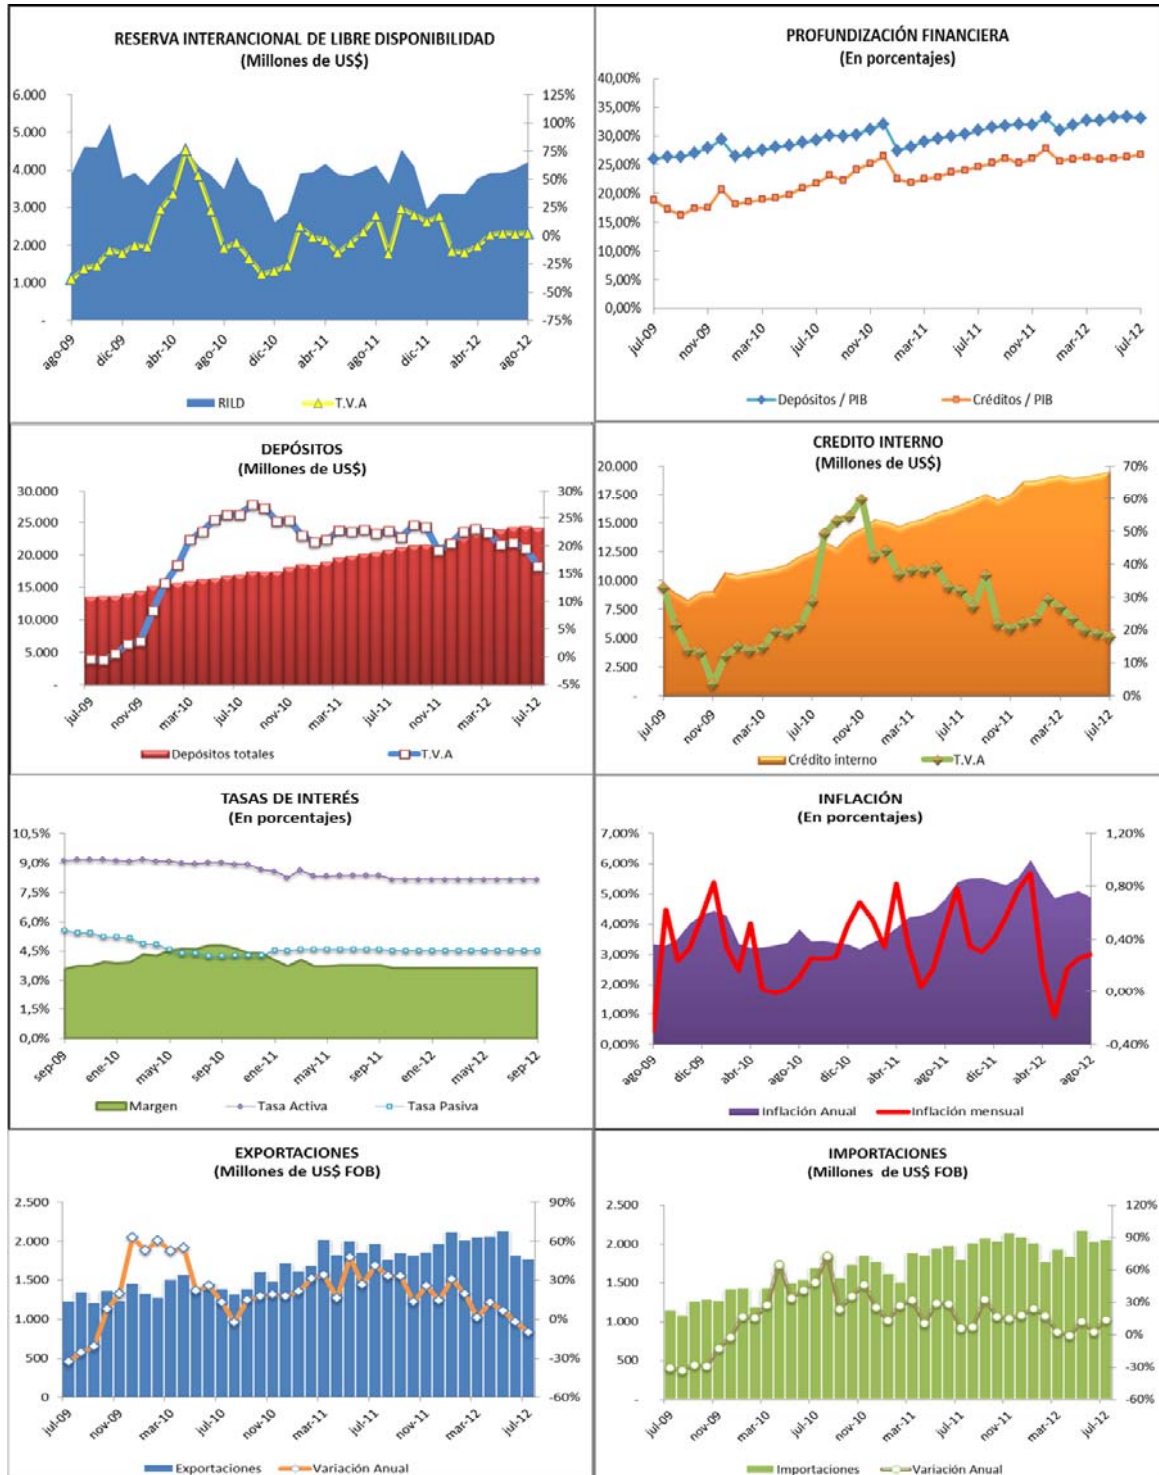 RESERVA INTERANCIONAL DE LIBRE DISPONIBILIDAD
(Millones de US$)
6.000
5.000
4.000
3.000
2.000
1.000
-
125%
100%
75%
50%
25%
0%
-25%
-50%
-75%
ago-09
dic-09
abr-10
ago-10
dic-10
abr-11
ago-11
dic-11
abr-12
ago-12
RILD
T.V.A
PROFUNDIZACIÓN FINANCIERA
(En porcentajes)
40,00%
35,00%
30,00%
25,00%
20,00%
15,00%
10,00%
5,00%
0,00%
jul-09
nov-09
mar-10
jul-10
nov-10
mar-11
jul-11
nov-11
mar-12
jul-12
Depósitos / PIB
Créditos / PIB
DEPÓSITOS
(Millones de US$)
30.000
25.000
20.000
15.000
10.000
5.000
-
30%
25%
20%
15%
10%
5%
0%
-5%
jul-09
nov-09
mar-10
jul-10
nov-10
mar-11
jul-11
nov-11
mar-12
jul-12
Depósitos totales
T.V.A
CREDITO INTERNO
(Millones de US$)
20.000
17.500
15.000
12.500
10.000
7.500
5.000
2.500
-
70%
60%
50%
40%
30%
20%
10%
0%
jul-09
nov-09
mar-10
jul-10
nov-10
mar-11
jul-11
nov-11
mar-12
jul-12
Crédito interno
T.V.A
TASAS DE INTERÉS
(En porcentajes)
10,5%
9,0%
7,5%
6,0%
4,5%
3,0%
1,5%
0,0%
sep-09
ene-10
may-10
sep-10
ene-11
may-11
sep-11
ene-12
may-12
sep-12
Margen
Tasa Activa
Tasa Pasiva
INFLACIÓN
(En porcentajes)
7,00%
6,00%
5,00%
4,00%
3,00%
2,00%
1,00%
0,00%
1,20%
0,80%
0,40%
0,00%
-0,40%
ago-09
dic-09
abr-10
ago-10
dic-10
abr-11
ago-11
dic-11
abr-12
ago-12
Inflación Anual
Inflación mensual
EXPORTACIONES
(Millones de US$ FOB)
2.500
2.000
1.500
1.000
500
0
90%
60%
30%
0%
-30%
-60%
jul-09
nov-09
mar-10
jul-10
nov-10
mar-11
jul-11
nov-11
mar-12
jul-12
Exportaciones
Variación Anual
IMPORTACIONES
(Millones de US$ FOB)
2.500
2.000
1.500
1.000
500
-
120%
90%
60%
30%
0%
-30%
-60%
jul-09
nov-09
mar-10
jul-10
nov-10
mar-11
jul-11
nov-11
mar-12
jul-12
Importaciones
Variación Anual